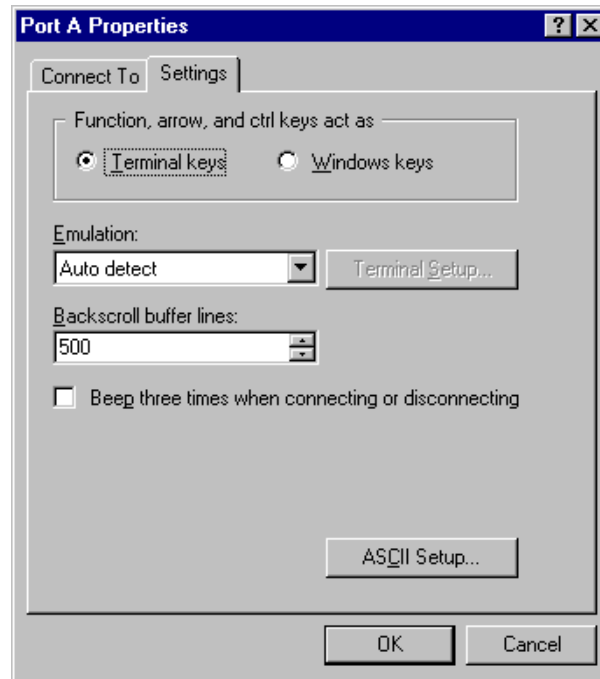 Port A Properties
Connect To
Settings
Function, arrow, and ctrl keys act as
Terminal keys
Windows keys
Emulation:
Auto detect
Terminal Setup...
Backscroll buffer lines:
500
Beep three times when connecting or disconnecting
ASCII Setup...
OK
Cancel